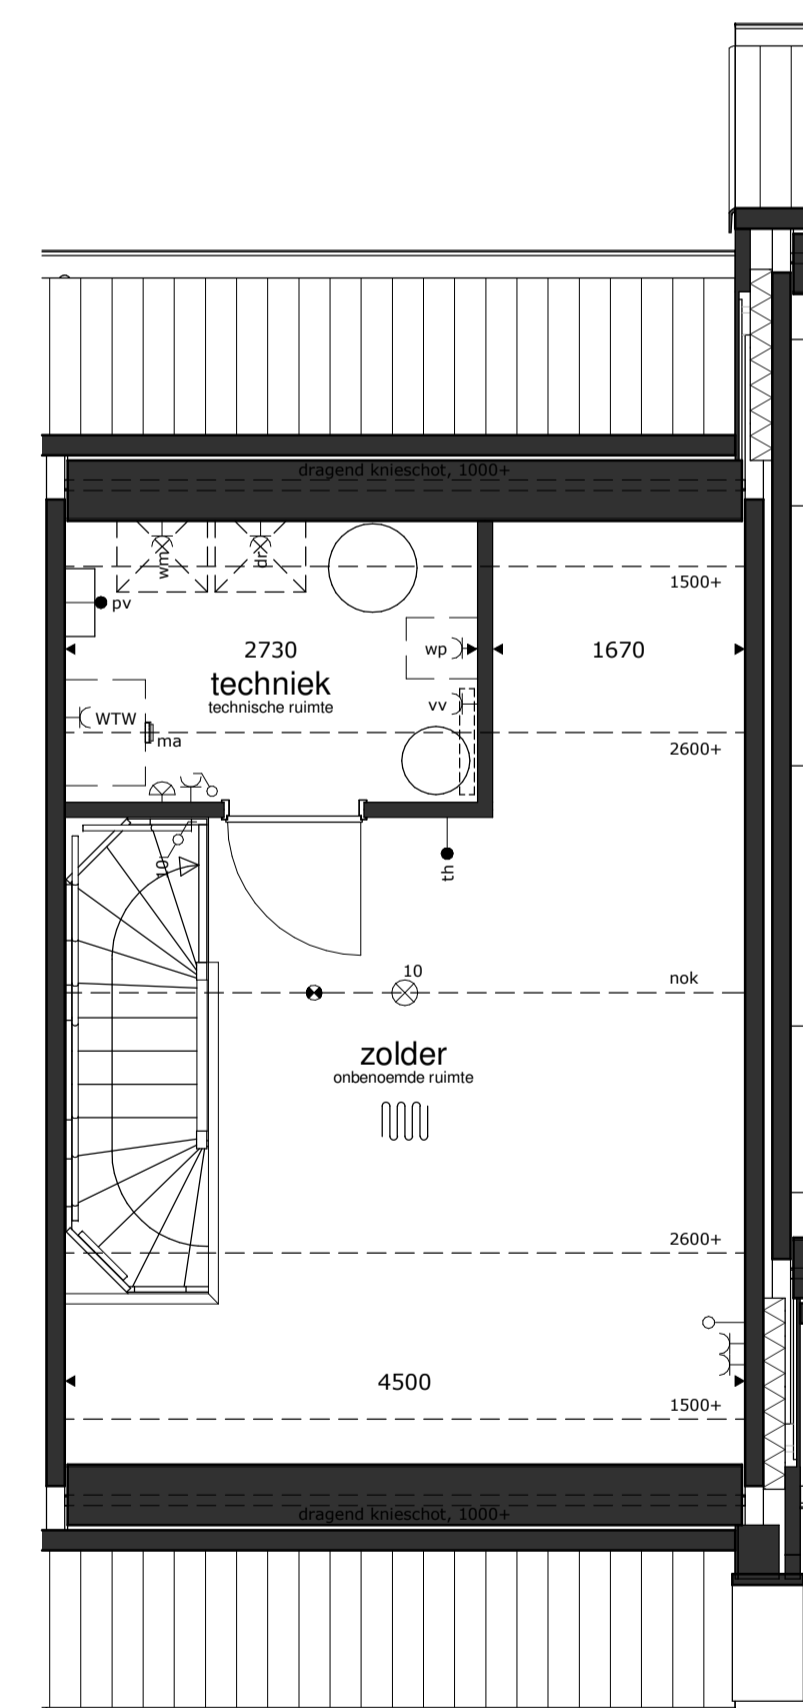 dragend knieschot, 1000+
wm
dr
1500+
pv
2730
wp
1670
techniek
technische ruimte
vv
WTW
ma
2600+
10
th
10
nok
zolder
onbenoemde ruimte
2600+
4500
1500+
dragend knieschot, 1000+